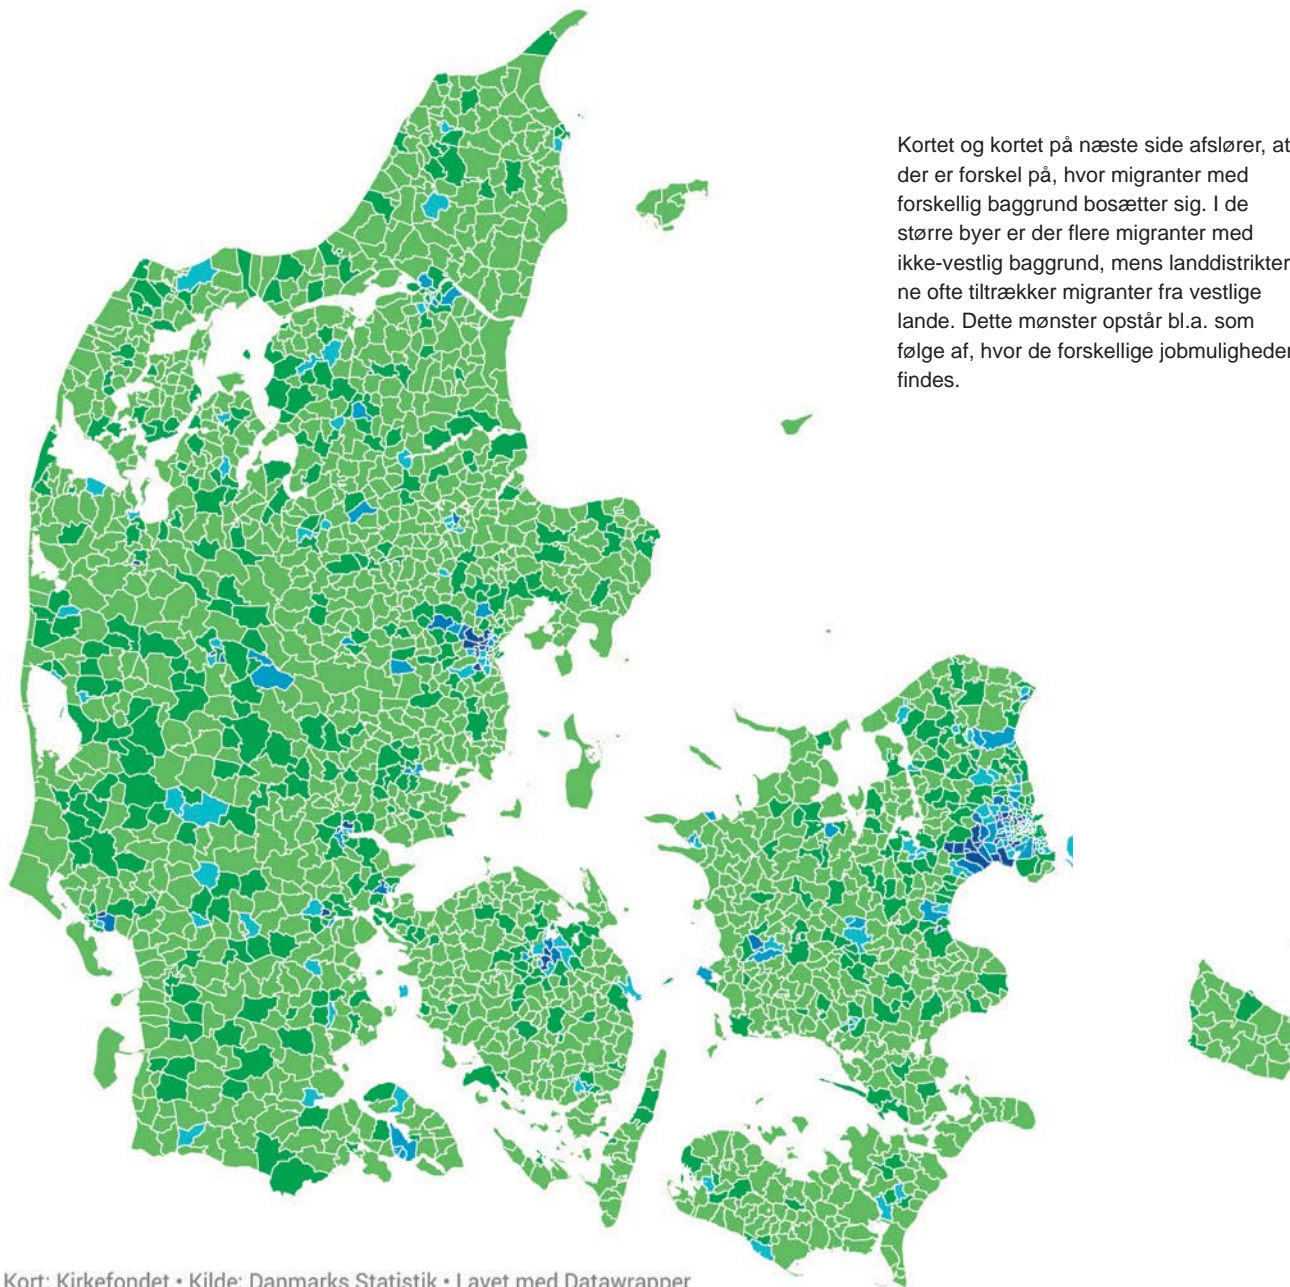 Kortet og kortet på næste side afslører, at
der er forskel på, hvor migranter med
forskellig baggrund bosætter sig. I de
større byer er der flere migranter med
ikke-vestlig baggrund, mens landdistrikter
ne ofte tiltrækker migranter fra vestlige
lande. Dette mønster opstår bl.a. som
følge af, hvor de forskellige jobmuligheder
findes.
Kort: Kirkefondet • Kilde: Danmarks Statistik • Lavet med Datawrapper